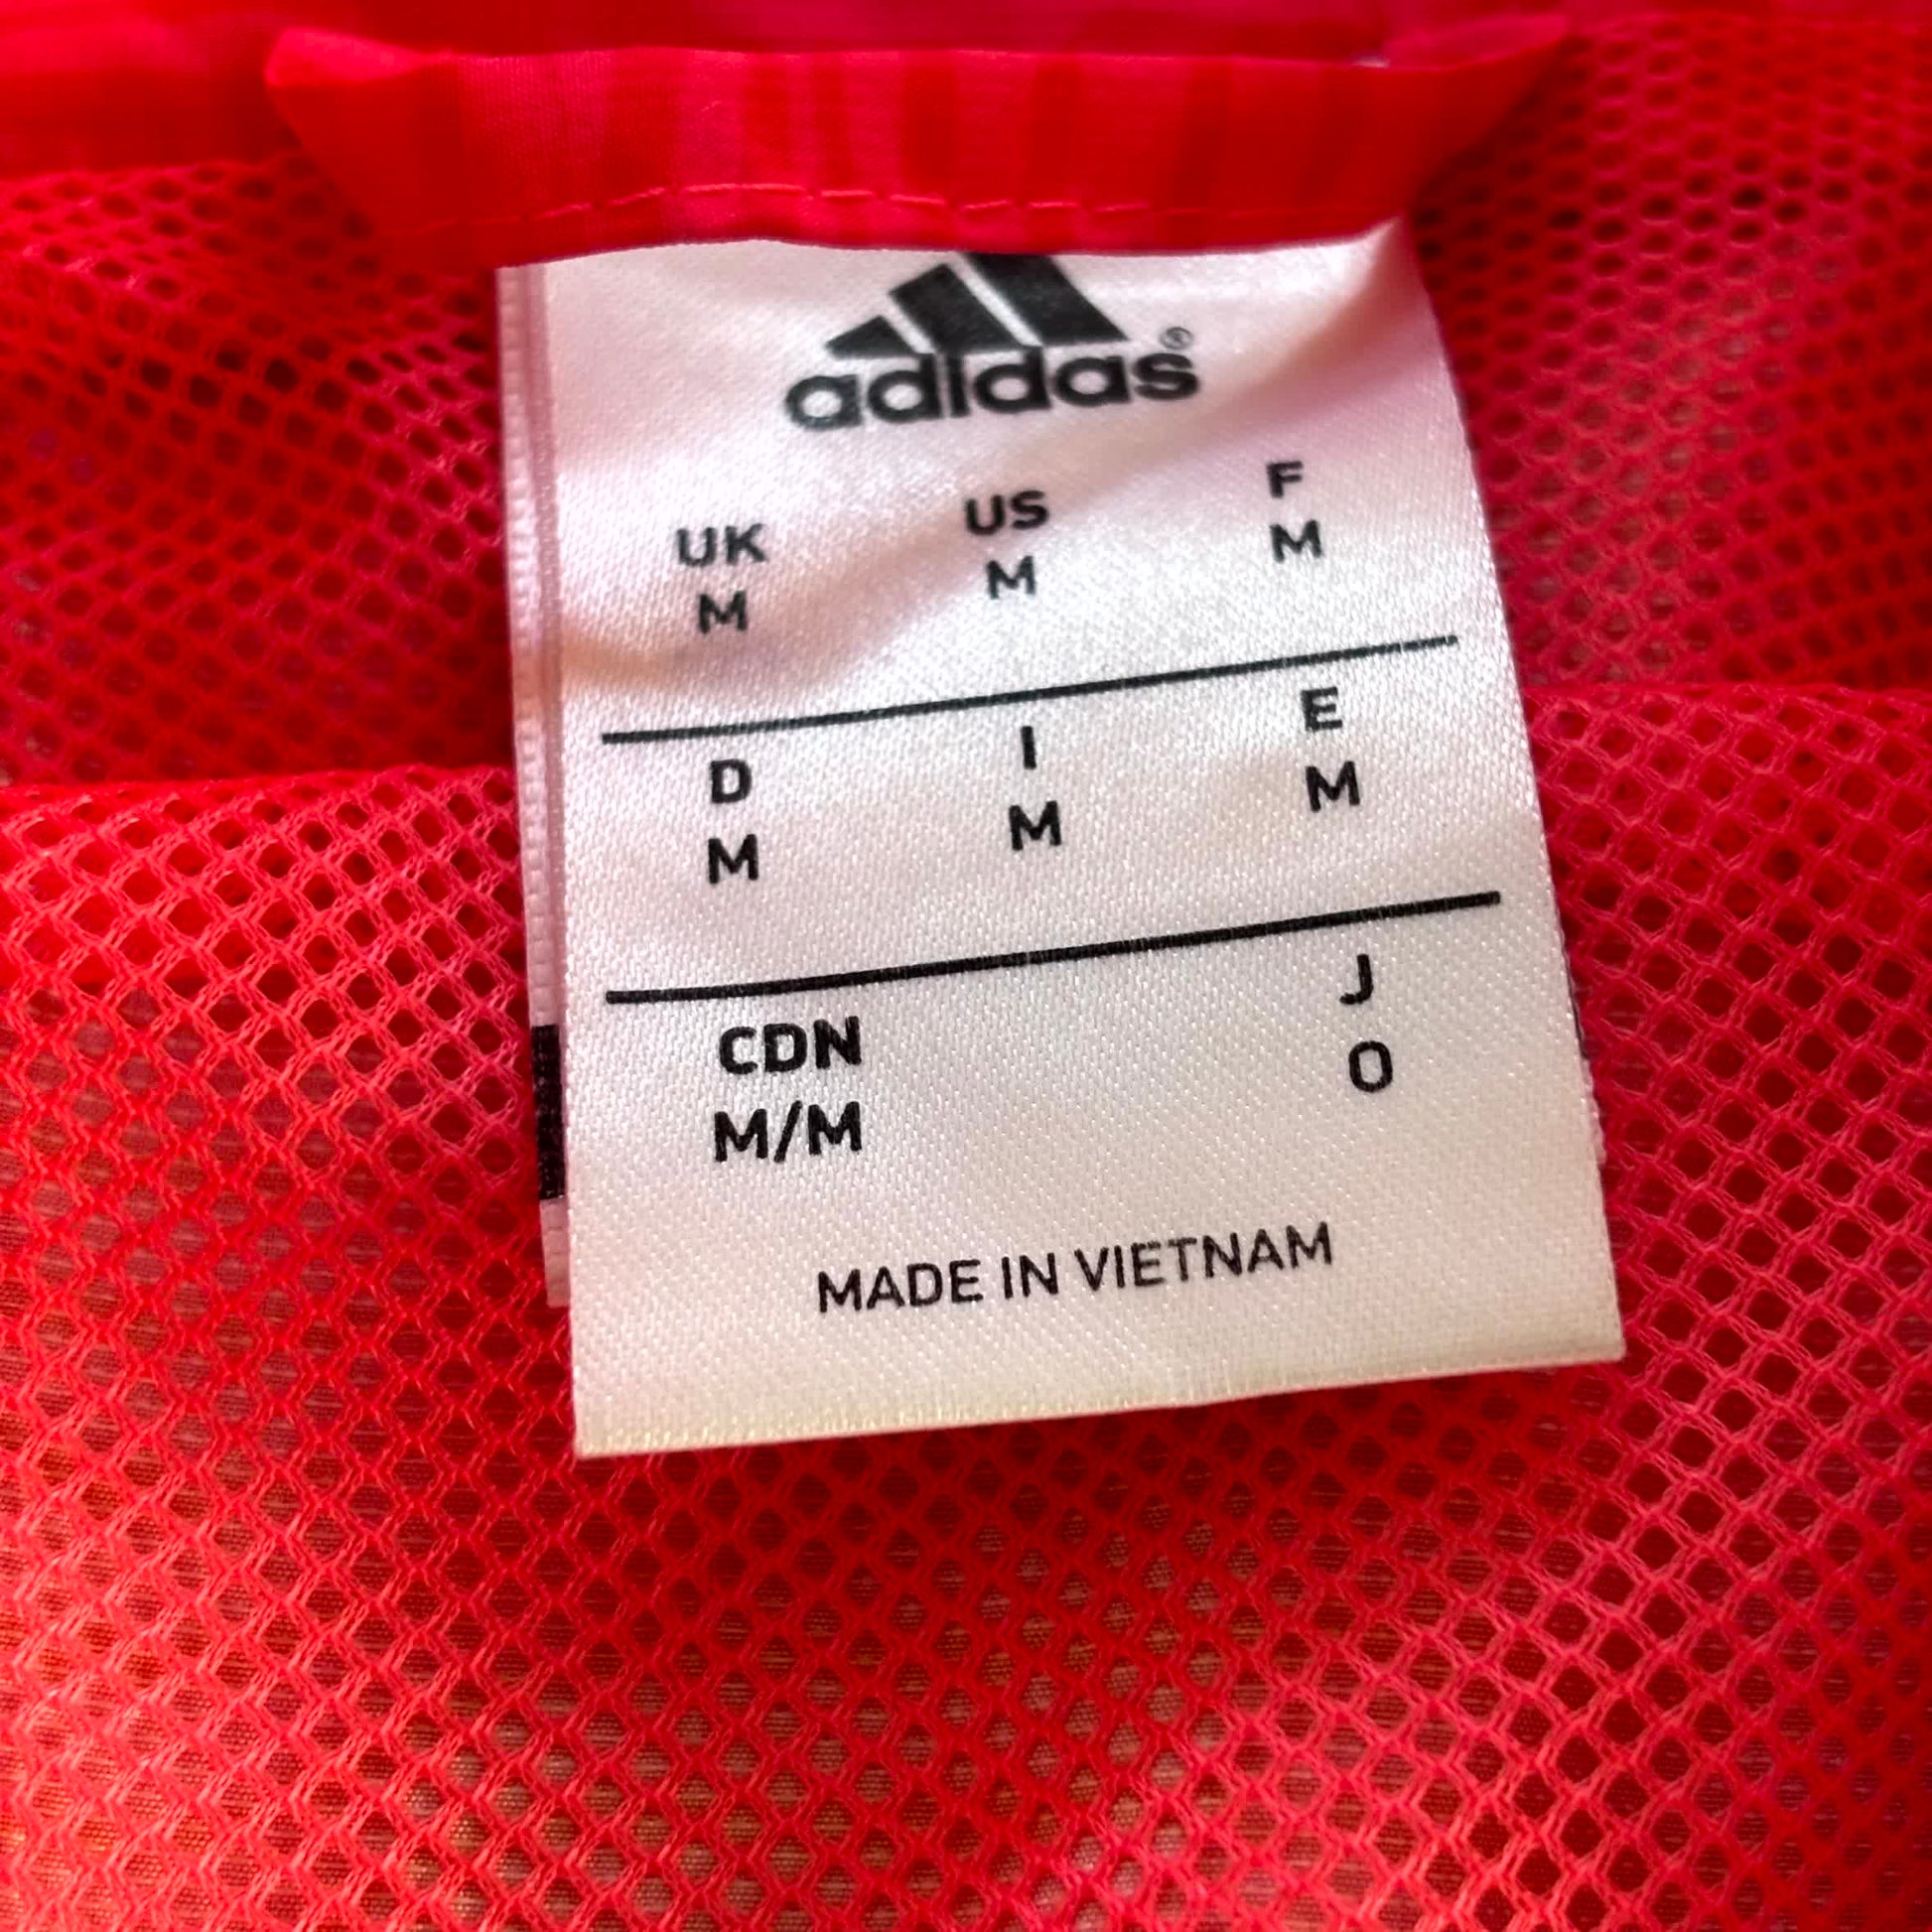 adidas®
UK US F
M M M
D I E
M M M
CDN J
M/M O
MADE IN VIETNAM